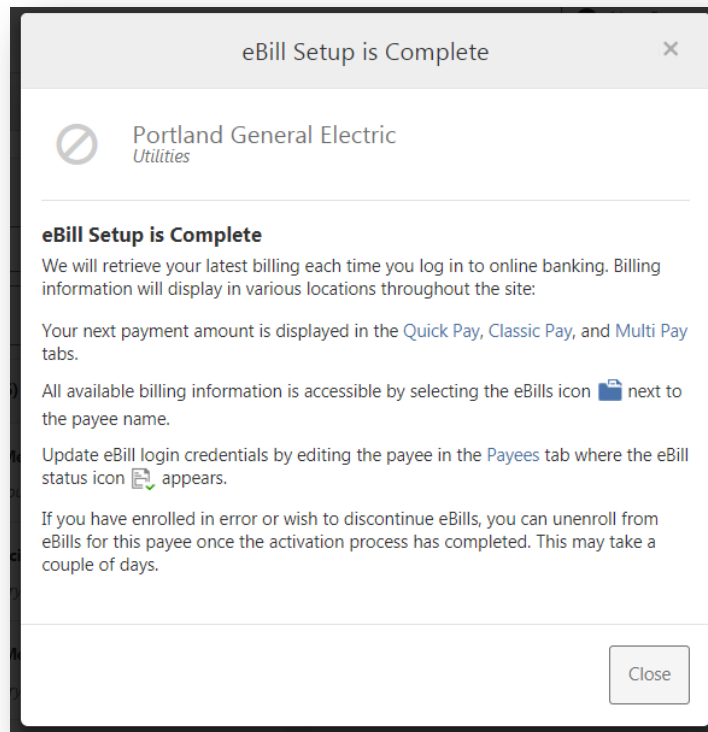 eBill Setup is Complete
Portland General Electric
Utilities
eBill Setup is Complete
We will retrieve your latest billing each time you log in to online banking. Billing
information will display in various locations throughout the site:
Your next payment amount is displayed in the Quick Pay, Classic Pay, and Multi Pay
tabs.
All available billing information is accessible by selecting the eBills icon next to
the payee name.
Update eBill login credentials by editing the payee in the Payees tab where the eBill
status icon appears.
If you have enrolled in error or wish to discontinue eBills, you can unenroll from
eBills for this payee once the activation process has completed. This may take a
couple of days.
Close